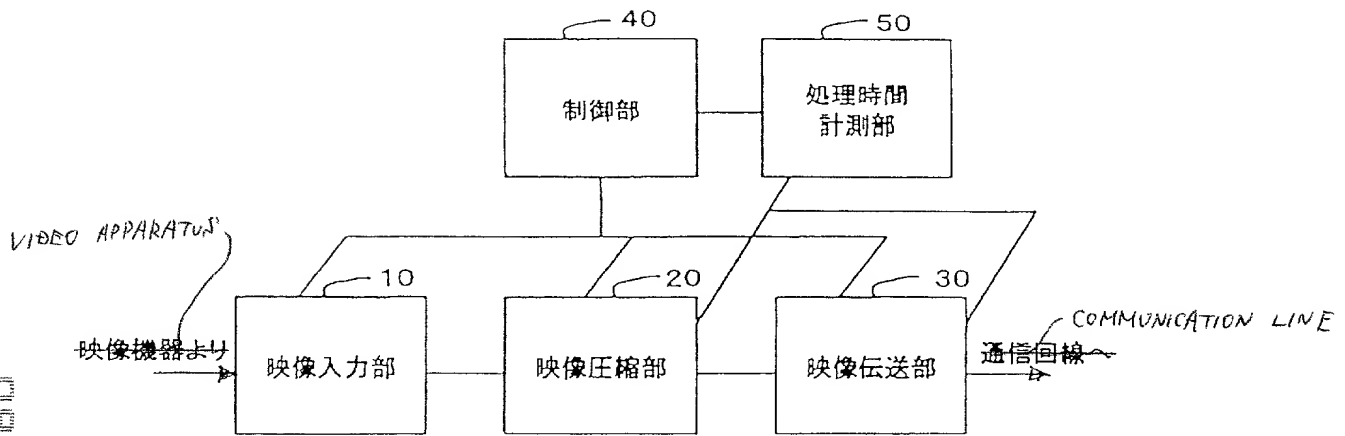 40
50
制御部
処理時間
計測部
VIDEO APPARATUS
10
20
30
COMMUNICATION LINE
映像機器より
映像入力部
映像圧縮部
映像伝送部
通信回線へ